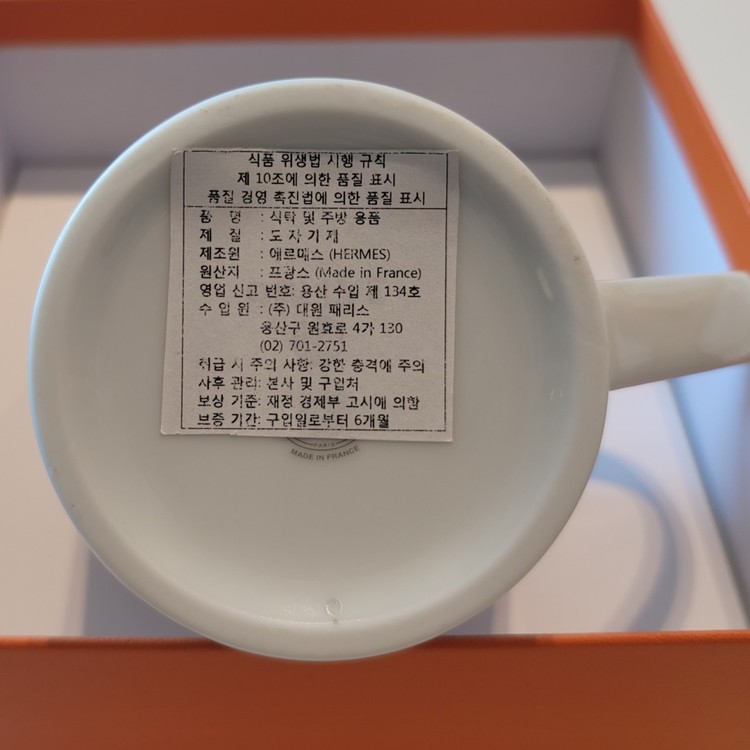 식품 위생법 시행 규칙
제 10조에 의한 품질 표시
품질 경영 촉진법에 의한 품질 표시
품 명 : 식탁 및 주방 용품
제 질 : 도 자 기 제
제조원 : 에르메스 (HERMES)
원산지 : 프랑스 (Made in France)
영업 신고 번호: 용산 수입 제 134호
수 입 원 : (주) 대원 패리스
용산구 원효로 4가 130
(02) 701-2751
취급 시 주의 사항: 강한 충격에 주의
사후 관리: 본사 및 구입처
보상 기준: 재정 경제부 고시에 의함
보증 기간: 구입일로부터 6개월
PARIS
MADE IN FRANCE